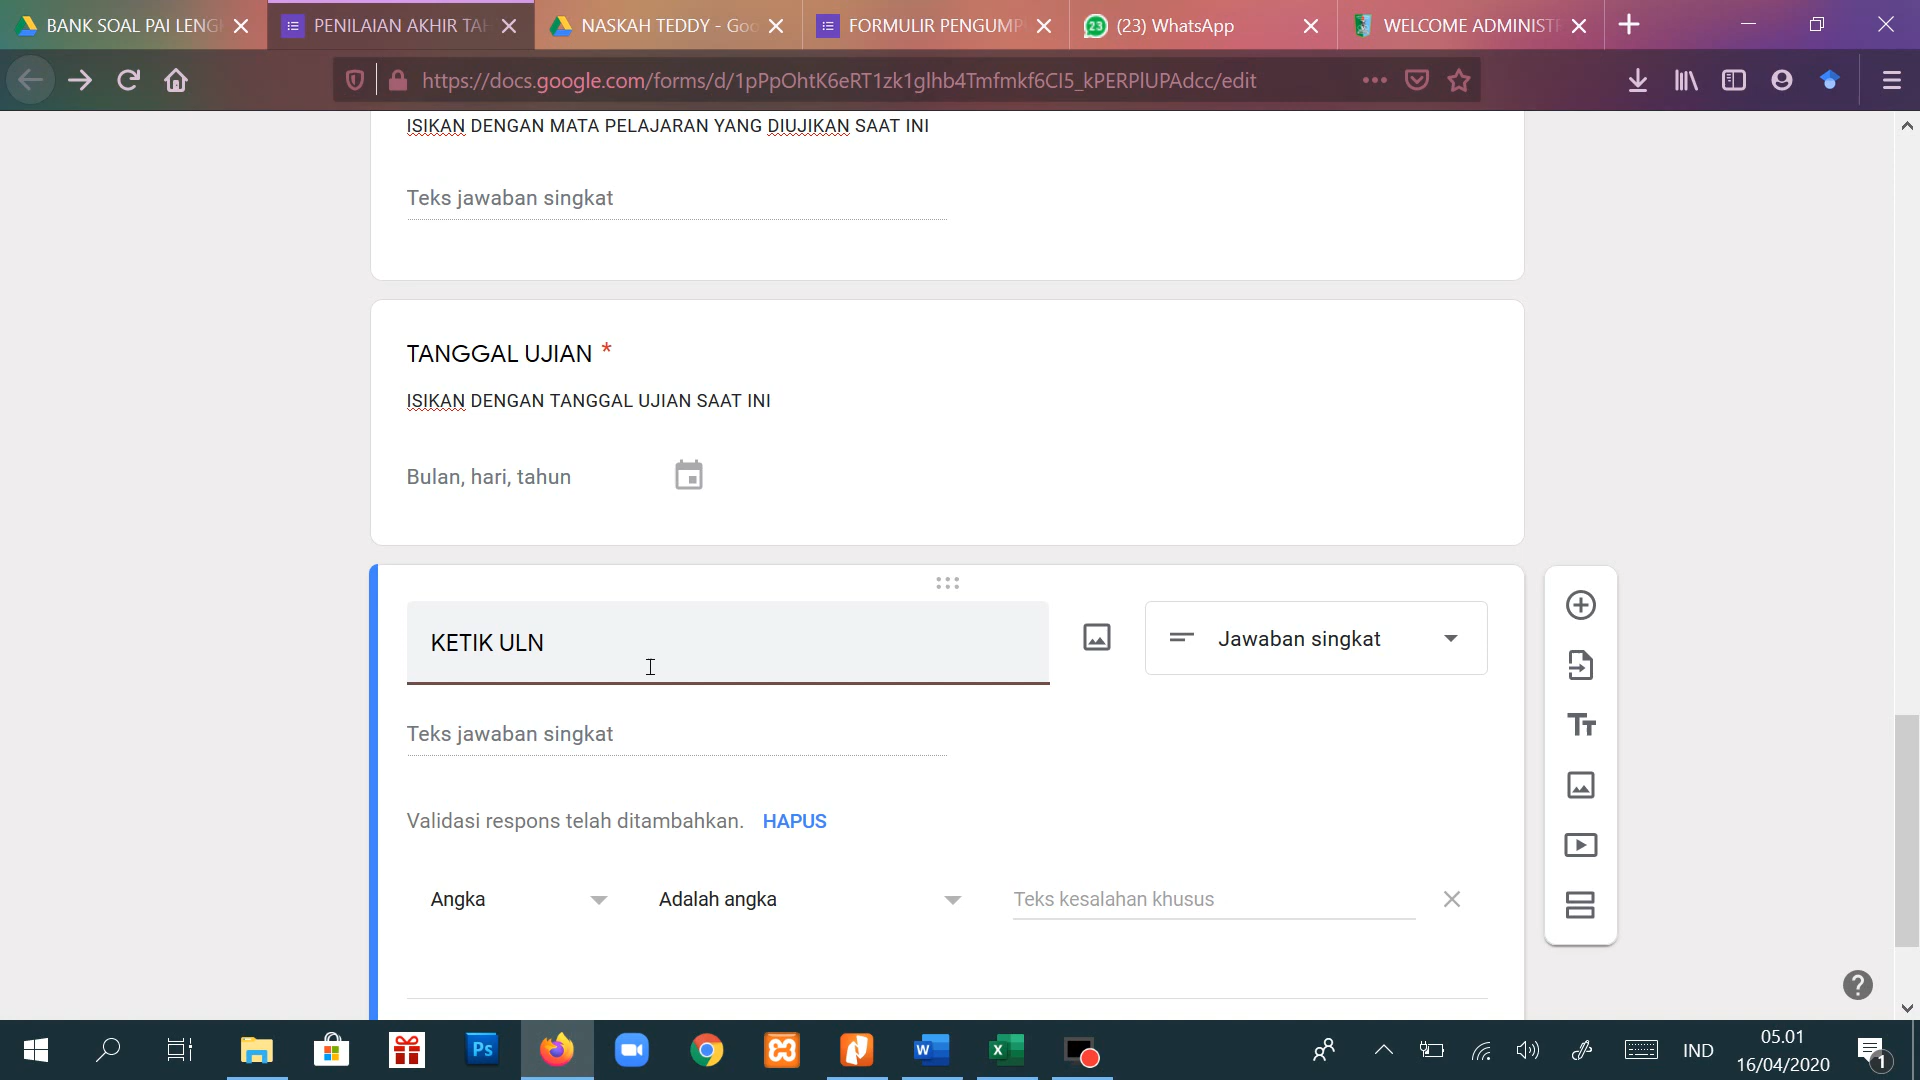 BANK SOAL PAI LENG
PENILAIAN AKHIR TAH
NASKAH TEDDY - Goo
FORMULIR PENGUMP
(23) WhatsApp
WELCOME ADMINIST
https://docs.google.com/forms/d/1pPpOhtK6eRT1zk1glhb4Tmfmkf6CI5_kPERPlUPAdcc/edit
ISIKAN DENGAN MATA PELAJARAN YANG DIUJIKAN SAAT INI
Teks jawaban singkat
TANGGAL UJIAN *
ISIKAN DENGAN TANGGAL UJIAN SAAT INI
Bulan, hari, tahun
KETIK ULN
Jawaban singkat
Teks jawaban singkat
Validasi respons telah ditambahkan. HAPUS
Angka
Adalah angka
Teks kesalahan khusus
IND
05.01
16/04/2020
1